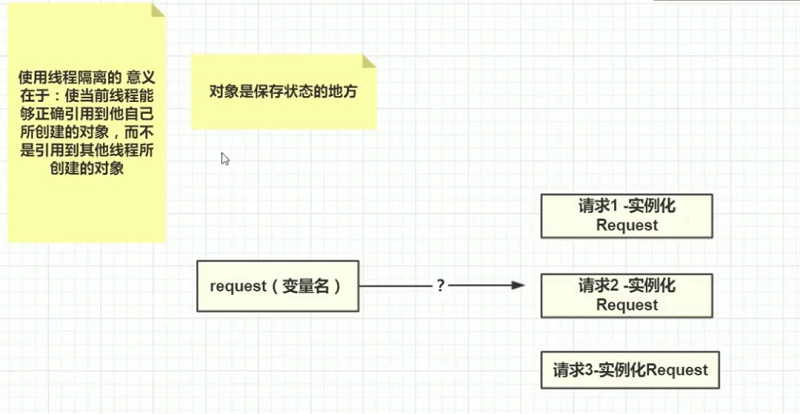 使用线程隔离的 意义
在于：使当前线程能
够正确引用到他自己
所创建的对象，而不
是引用到其他线程所
创建的对象
对象是保存状态的地方
请求1 -实例化
Request
request（变量名）
?
请求2 -实例化
Request
请求3-实例化Request